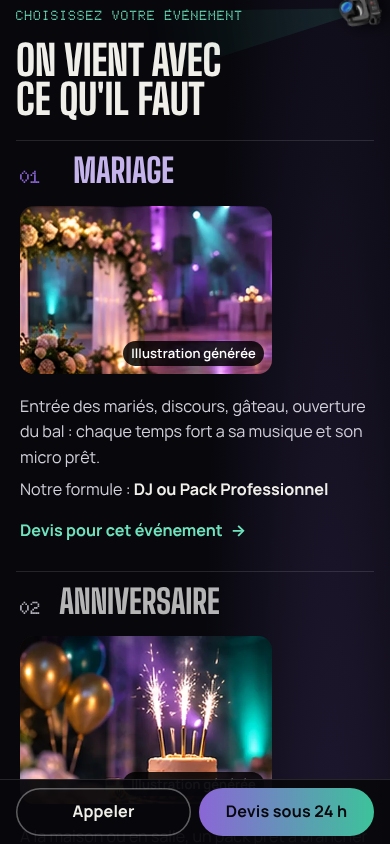 CHOISISSEZ VOTRE ÉVÉNEMENT
ON VIENT AVEC
CE QU'IL FAUT
01 MARIAGE
Illustration générée
Entrée des mariés, discours, gâteau, ouverture
du bal : chaque temps fort a sa musique et son
micro prêt.
Notre formule : DJ ou Pack Professionnel
Devis pour cet événement →
02 ANNIVERSAIRE
Illustration générée
Appeler
Devis sous 24 h